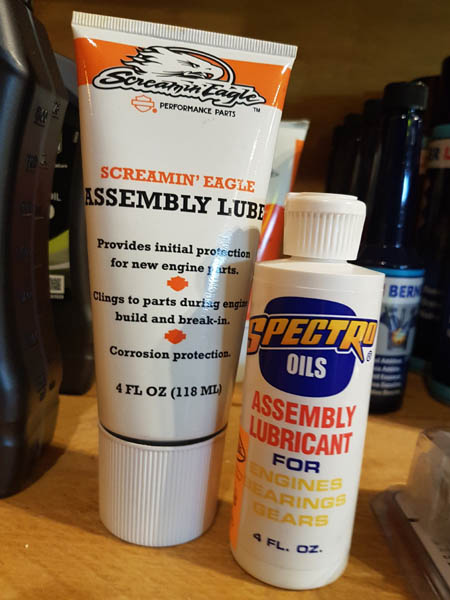 Screamin' Eagle
PERFORMANCE PARTS
SCREAMIN' EAGLE
ASSEMBLY LUBE
Provides initial protection
for new engine parts.
Clings to parts during engine
build and break-in.
Corrosion protection.
4 FL OZ (118 ML)
SPECTRO
OILS
ASSEMBLY
LUBRICANT
FOR
ENGINES
BEARINGS
GEARS
4 FL. OZ.
BERN
OIL